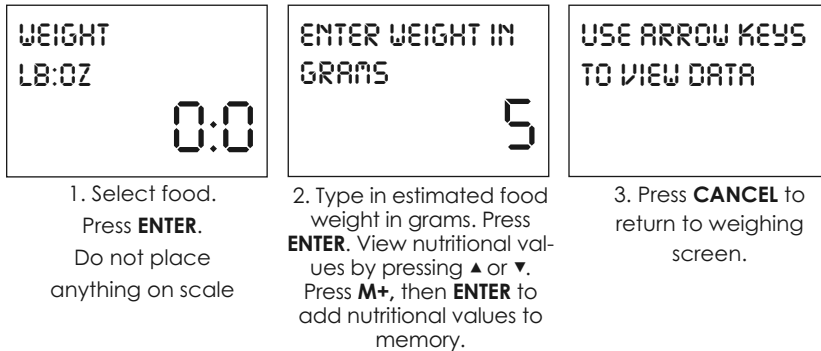 WEIGHT
LB:OZ
0:0
1. Select food.
Press ENTER.
Do not place
anything on scale
ENTER WEIGHT IN
GRAMS
5
2. Type in estimated food
weight in grams. Press
ENTER. View nutritional val-
ues by pressing ▲ or ▼.
Press M+, then ENTER to
add nutritional values to
memory.
USE ARROW KEYS
TO VIEW DATA
3. Press CANCEL to
return to weighing
screen.